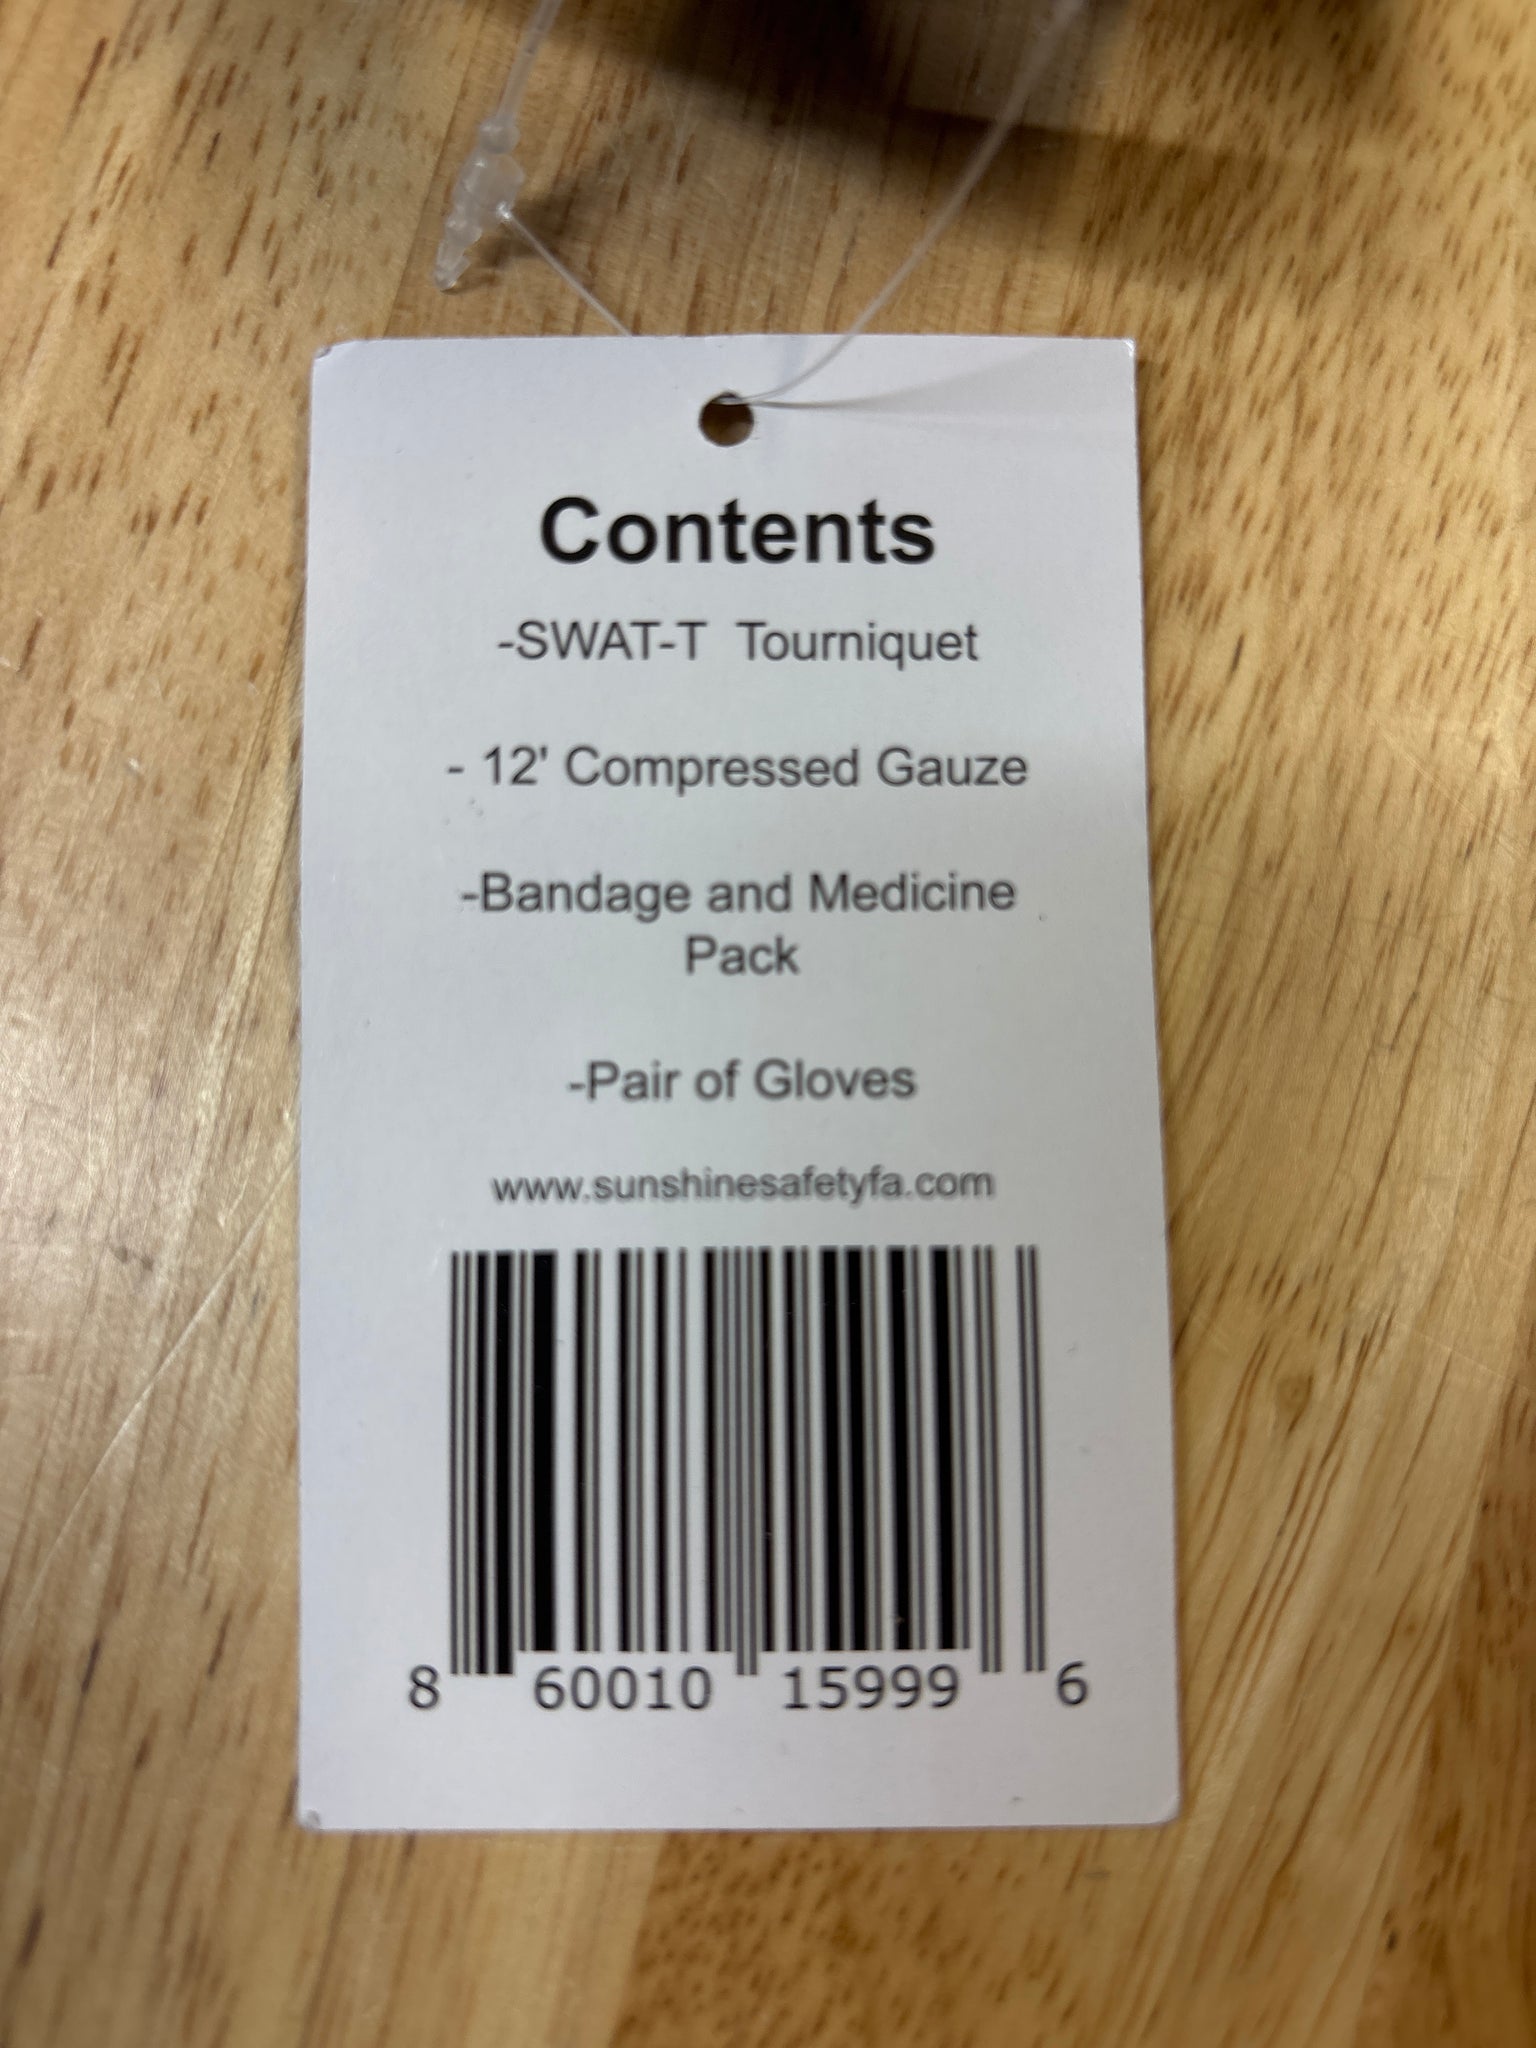 Contents
-SWAT-T  Tourniquet
- 12' Compressed Gauze
-Bandage and Medicine
Pack
-Pair of Gloves
www.sunshinesafetyfa.com
8 60010 15999 6